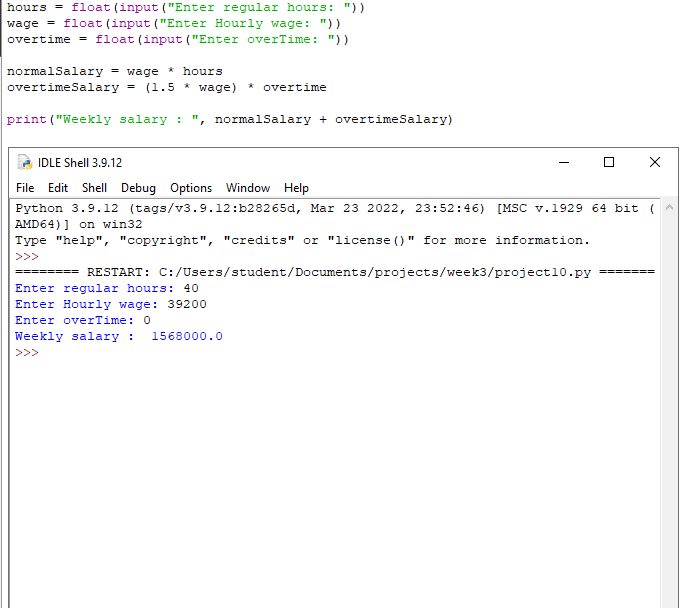 hours = float(input("Enter regular hours: "))
wage = float(input("Enter Hourly wage: "))
overtime = float(input("Enter overTime: "))
normalSalary = wage * hours
overtimeSalary = (1.5 * wage) * overtime
print("Weekly salary : ", normalSalary + overtimeSalary)
IDLE Shell 3.9.12
File Edit Shell Debug Options Window Help
Python 3.9.12 (tags/v3.9.12:b28265d, Mar 23 2022, 23:52:46) [MSC v.1929 64 bit (
AMD64)] on win32
Type "help", "copyright", "credits" or "license()" for more information.
>>>
======== RESTART: C:/Users/student/Documents/projects/week3/project10.py =======
Enter regular hours: 40
Enter Hourly wage: 39200
Enter overTime: 0
Weekly salary :  1568000.0
>>>